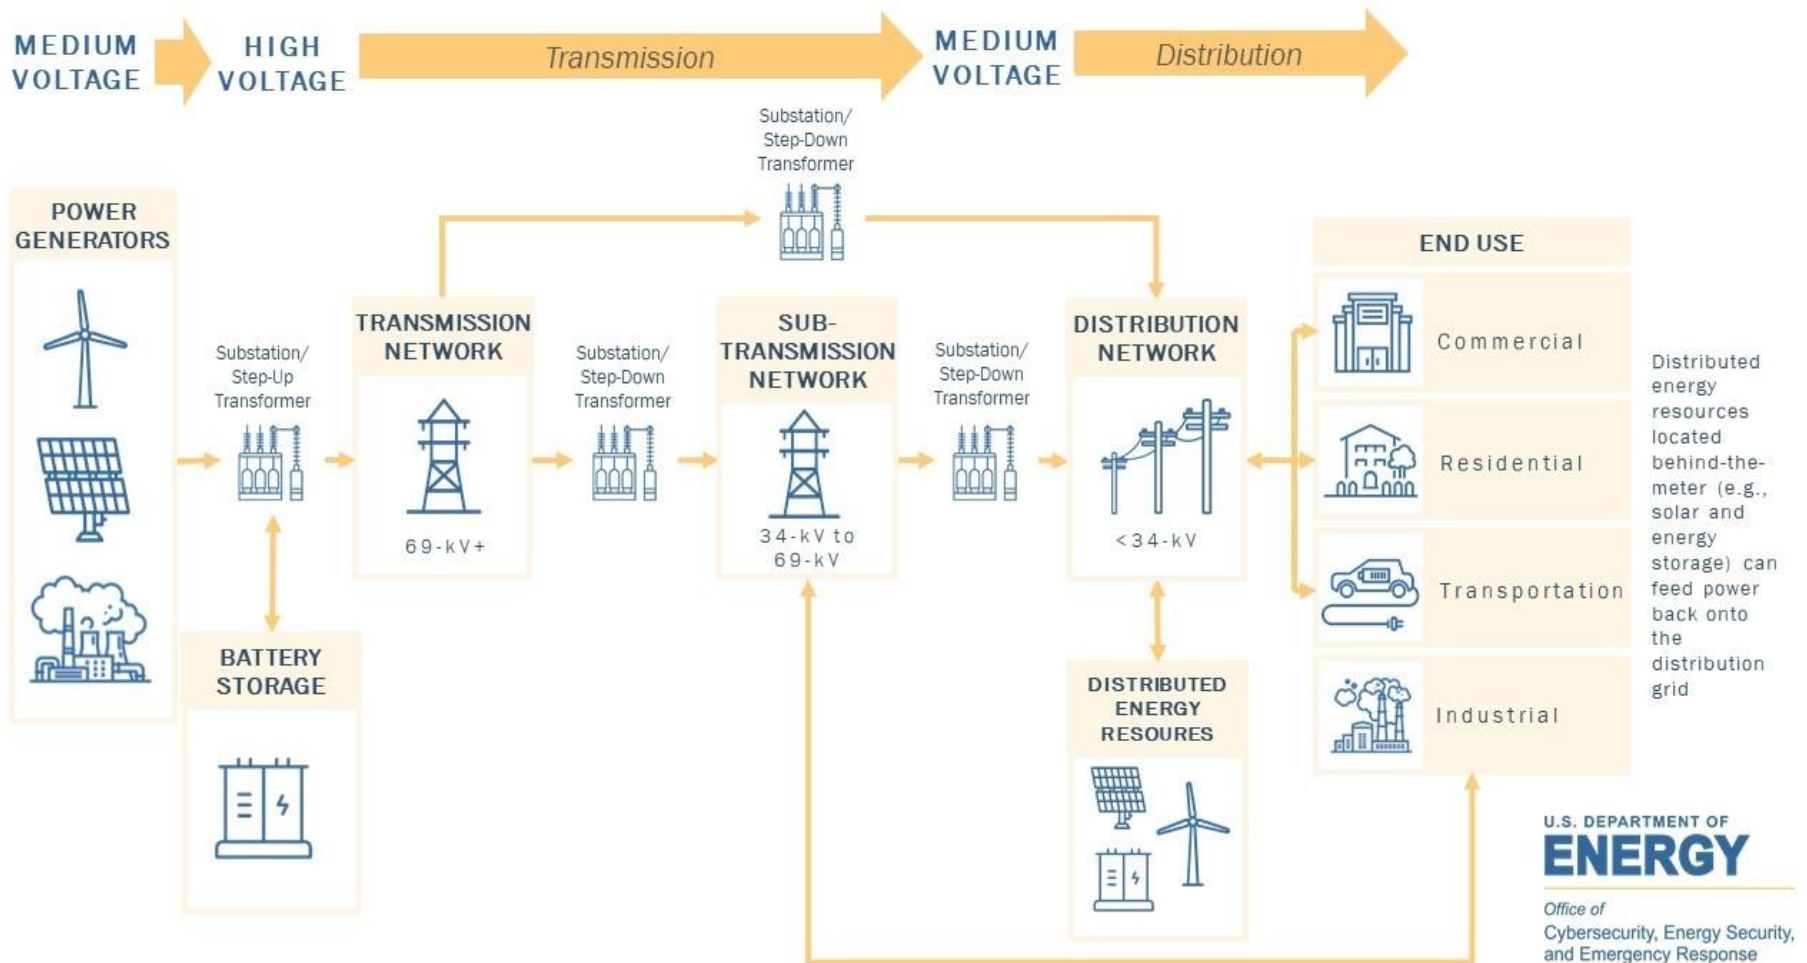 MEDIUM
VOLTAGE
HIGH
VOLTAGE
Transmission
MEDIUM
VOLTAGE
Distribution
Substation/
Step-Down
Transformer
POWER
GENERATORS
Substation/
Step-Up
Transformer
TRANSMISSION
NETWORK
69-kV+
Substation/
Step-Down
Transformer
SUB-
TRANSMISSION
NETWORK
34-kV to
69-kV
Substation/
Step-Down
Transformer
DISTRIBUTION
NETWORK
<34-kV
END USE
Commercial
Residential
Transportation
Industrial
Distributed
energy
resources
located
behind-the-
meter (e.g.,
solar and
energy
storage) can
feed power
back onto
the
distribution
grid
BATTERY
STORAGE
DISTRIBUTED
ENERGY
RESOURES
U.S. DEPARTMENT OF
ENERGY
Office of
Cybersecurity, Energy Security,
and Emergency Response